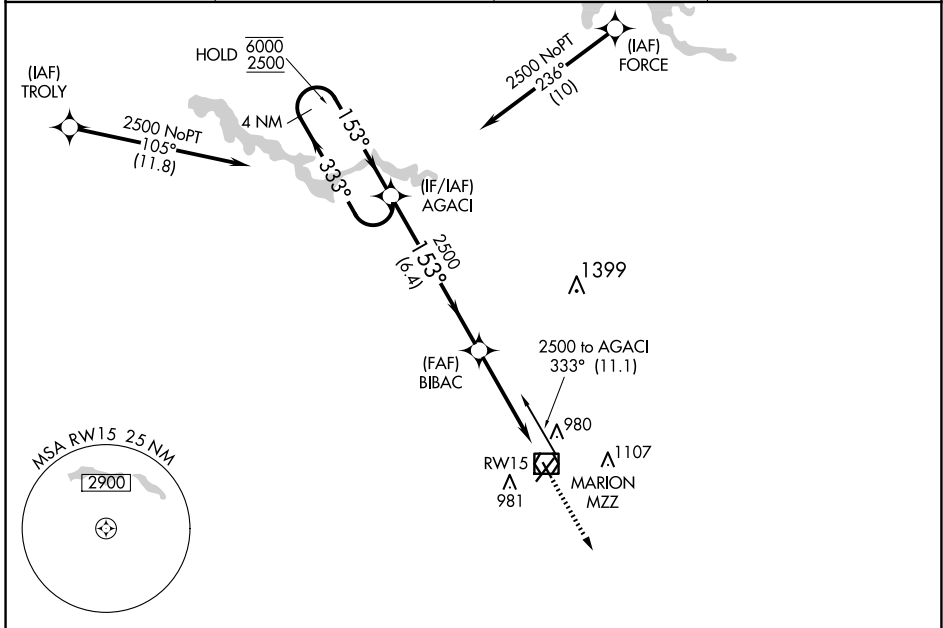 HOLD 6000
2500
(IAF)
TROLY
2500 NoPT
105°
(11.8)
4 NM
153°
333°
(IF/IAF)
AGACI
2500 NoPT
236°
(10)
(IAF)
FORCE
2500
153°
(6.4)
1399
(FAF)
BIBAC
2500 to AGACI
333° (11.1)
980
RW15
1107
981
MARION
MZZ
MSA RW15 25 NM
2900